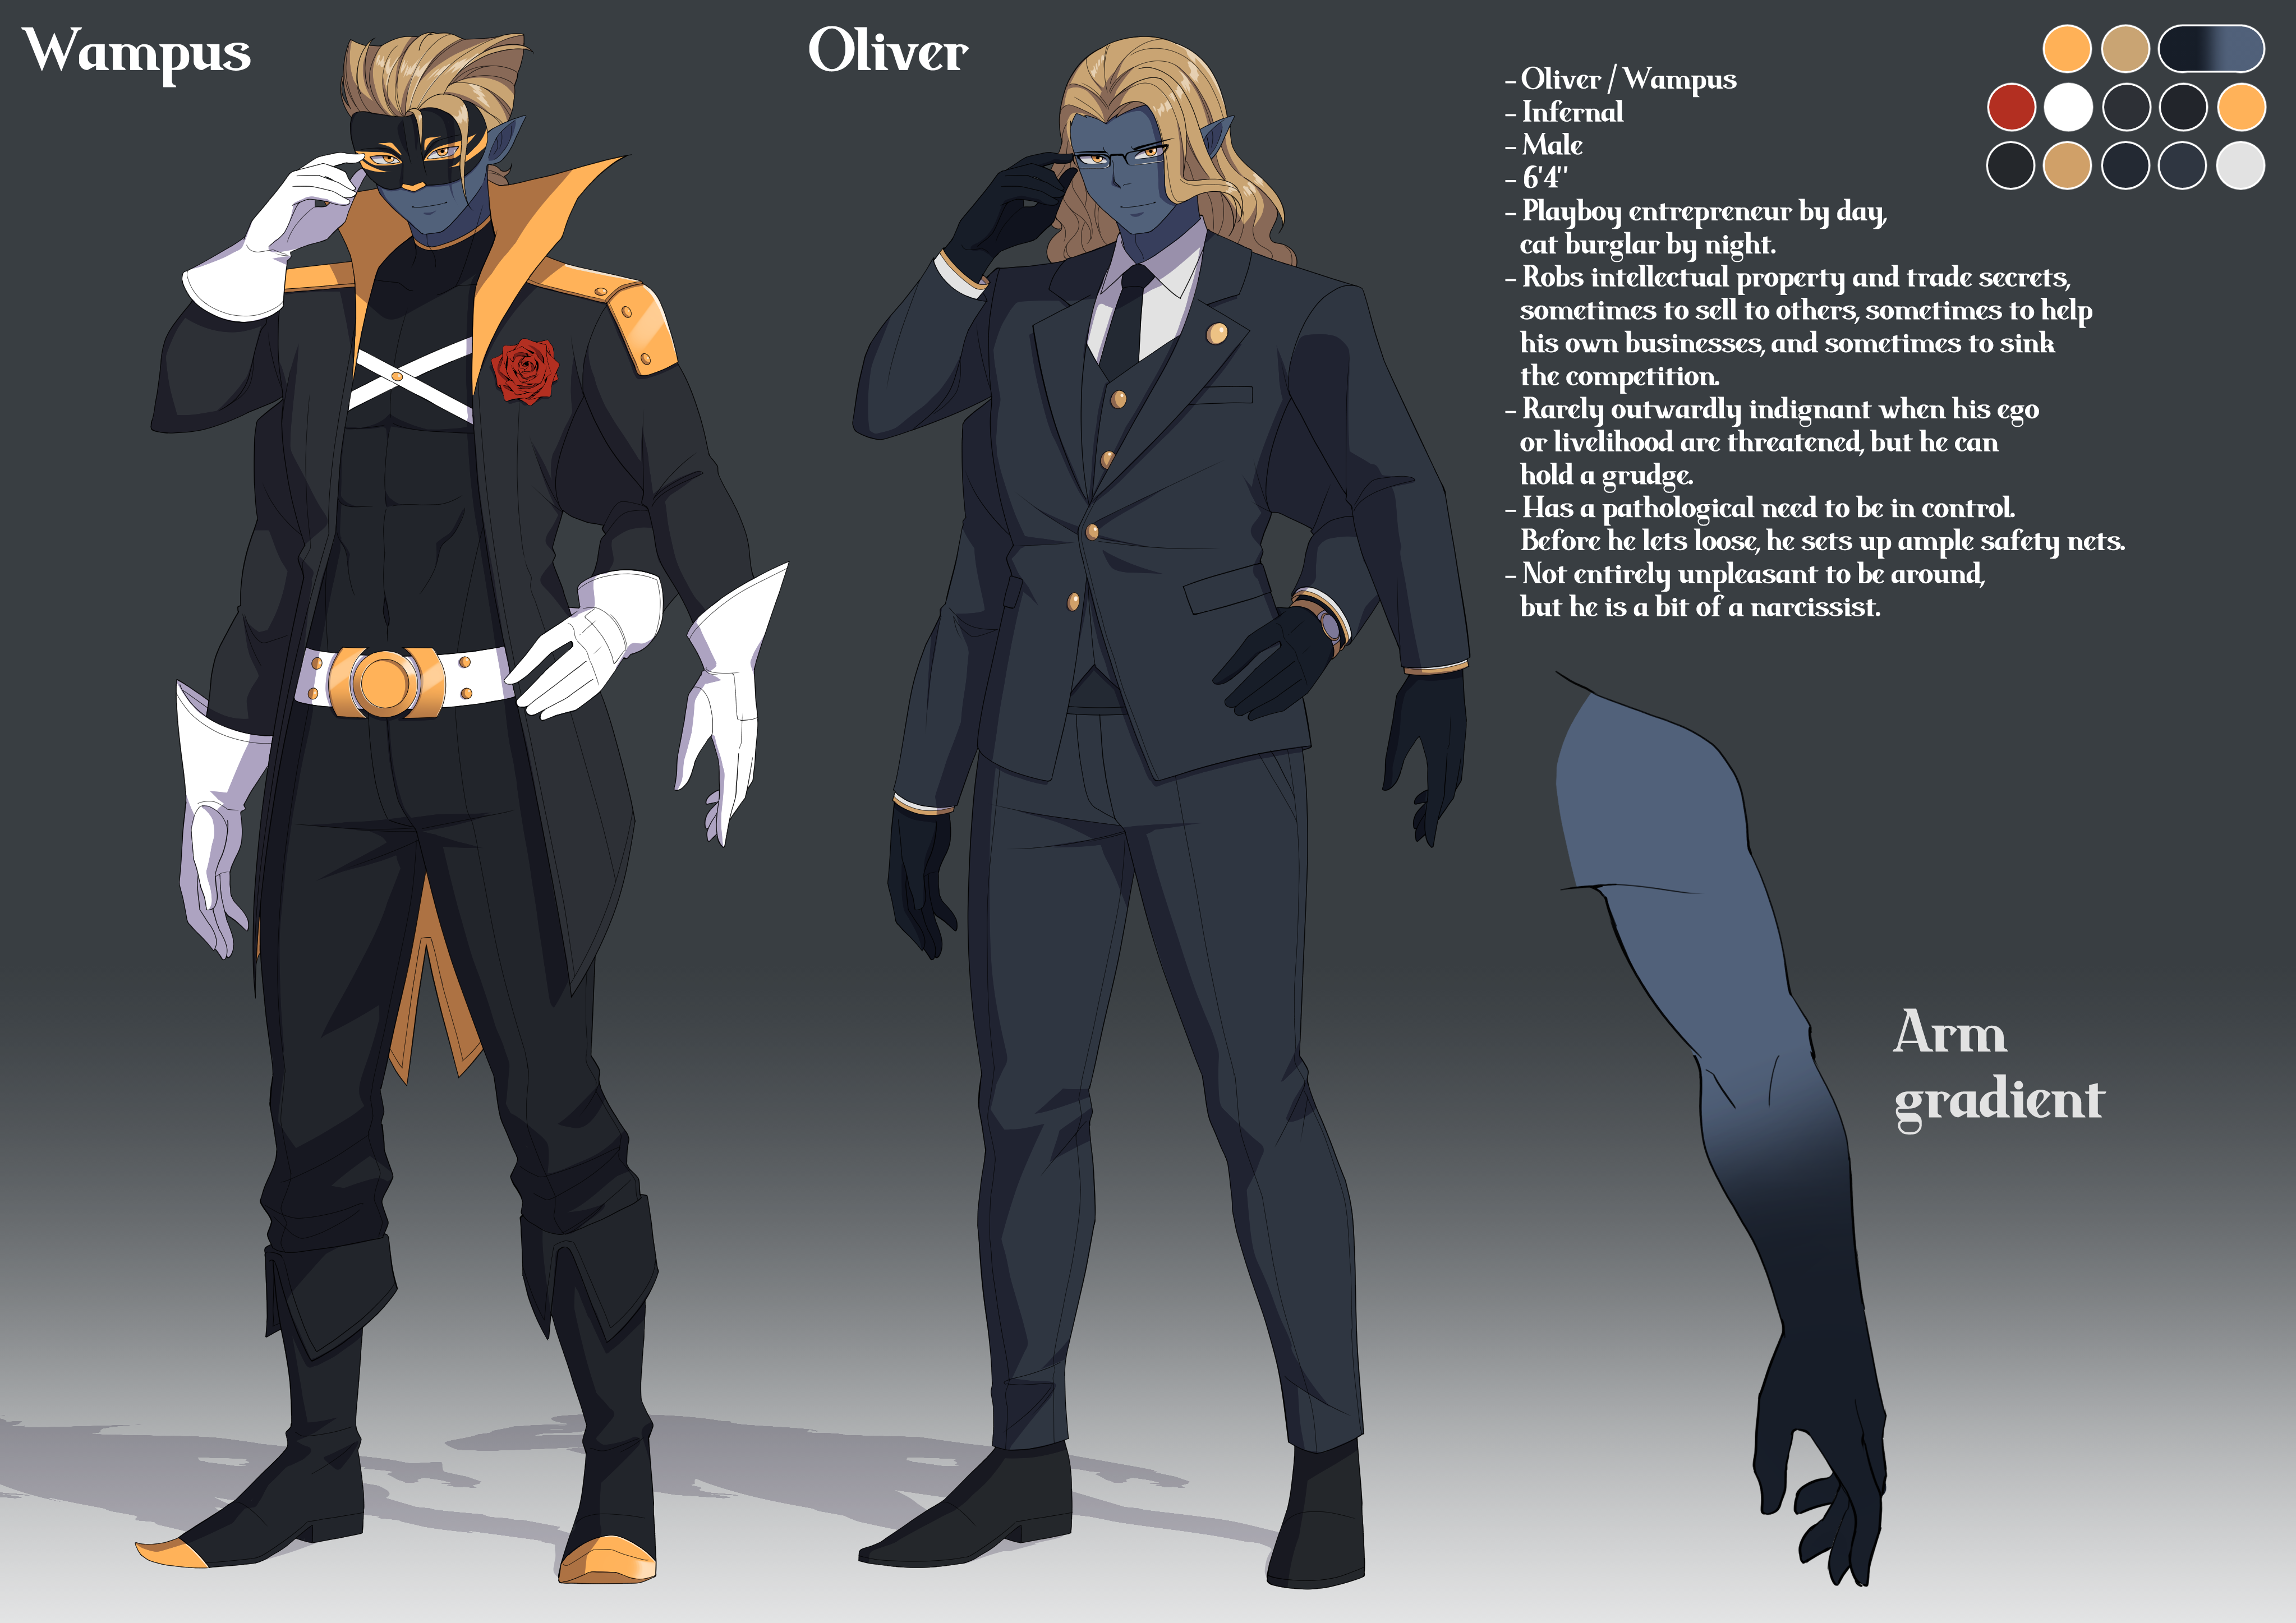 Wampus
Oliver
- Oliver / Wampus
- Infernal
- Male
- 6'4''
- Playboy entrepreneur by day,
cat burglar by night.
- Robs intellectual property and trade secrets,
sometimes to sell to others, sometimes to help
his own businesses, and sometimes to sink
the competition.
- Rarely outwardly indignant when his ego
or livelihood are threatened, but he can
hold a grudge.
- Has a pathological need to be in control.
Before he lets loose, he sets up ample safety nets.
- Not entirely unpleasant to be around,
but he is a bit of a narcissist.
Arm
gradient